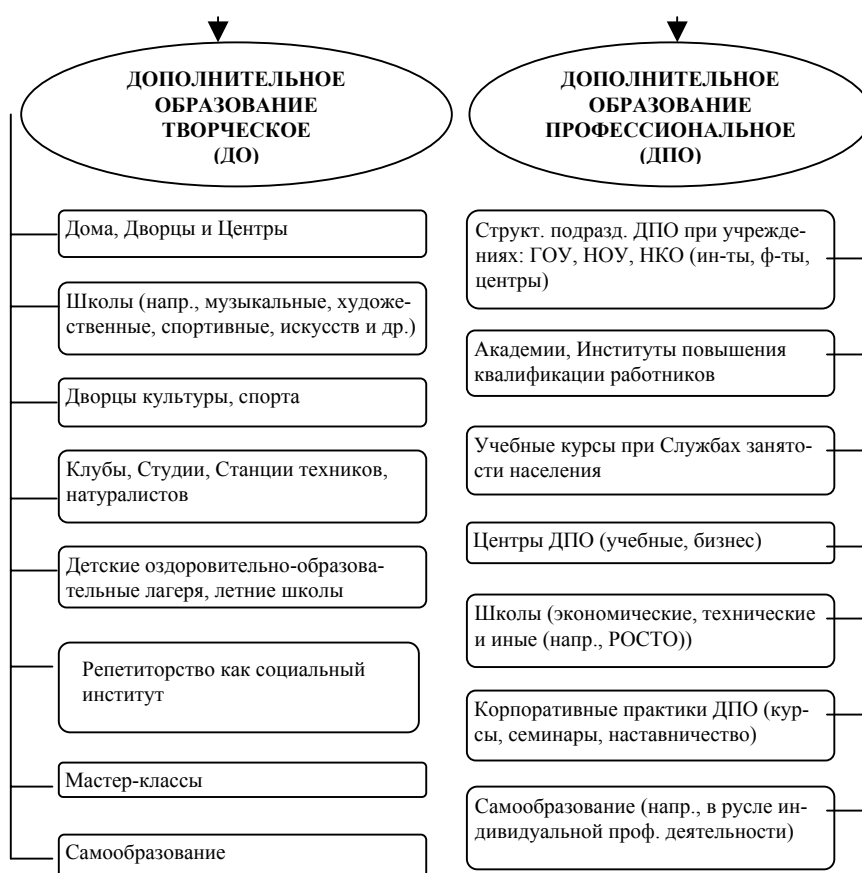 ДОПОЛНИТЕЛЬНОЕ
ОБРАЗОВАНИЕ
ТВОРЧЕСКОЕ
(ДО)
Дома, Дворцы и Центры
Школы (напр., музыкальные, художе-
ственные, спортивные, искусств и др.)
Дворцы культуры, спорта
Клубы, Студии, Станции техников,
натуралистов
Детские оздоровительно-образова-
тельные лагеря, летние школы
Репетиторство как социальный
институт
Мастер-классы
Самообразование
ДОПОЛНИТЕЛЬНОЕ
ОБРАЗОВАНИЕ
ПРОФЕССИОНАЛЬНОЕ
(ДПО)
Структ. подразд. ДПО при учрежде-
ниях: ГОУ, НОУ, НКО (ин-ты, ф-ты,
центры)
Академии, Институты повышения
квалификации работников
Учебные курсы при Службах занято-
сти населения
Центры ДПО (учебные, бизнес)
Школы (экономические, технические
и иные (напр., РОСТО))
Корпоративные практики ДПО (кур-
сы, семинары, наставничество)
Самообразование (напр., в русле ин-
дивидуальной проф. деятельности)